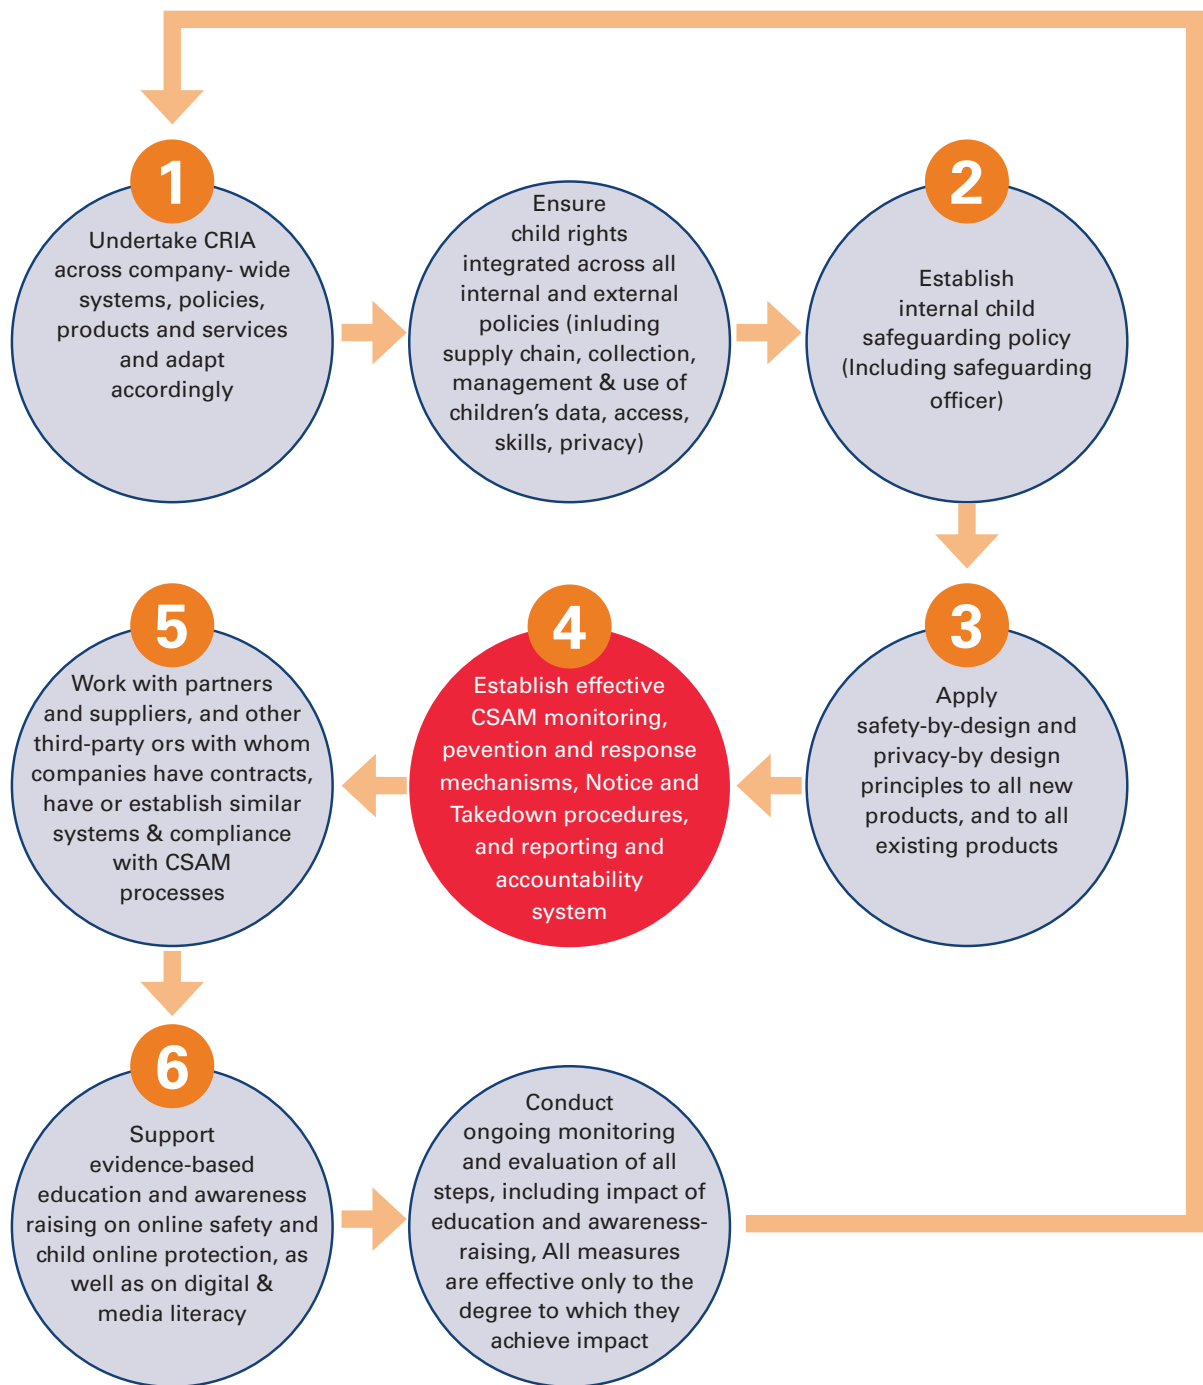 1
Undertake CRIA
across company- wide
systems, policies,
products and services
and adapt
accordingly
Ensure
child rights
integrated across all
internal and external
policies (inluding
supply chain, collection,
management & use of
children’s data, access,
skills, privacy)
2
Establish
internal child
safeguarding policy
(Including safeguarding
officer)
3
Apply
safety-by-design and
privacy-by design
principles to all new
products, and to all
existing products
4
Establish effective
CSAM monitoring,
pevention and response
mechanisms, Notice and
Takedown procedures,
and reporting and
accountability
system
5
Work with partners
and suppliers, and other
third-party ors with whom
companies have contracts,
have or establish similar
systems & compliance
with CSAM
processes
6
Support
evidence-based
education and awareness
raising on online safety and
child online protection, as
well as on digital &
media literacy
Conduct
ongoing monitoring
and evaluation of all
steps, including impact of
education and awareness-
raising, All measures
are effective only to the
degree to which they
achieve impact